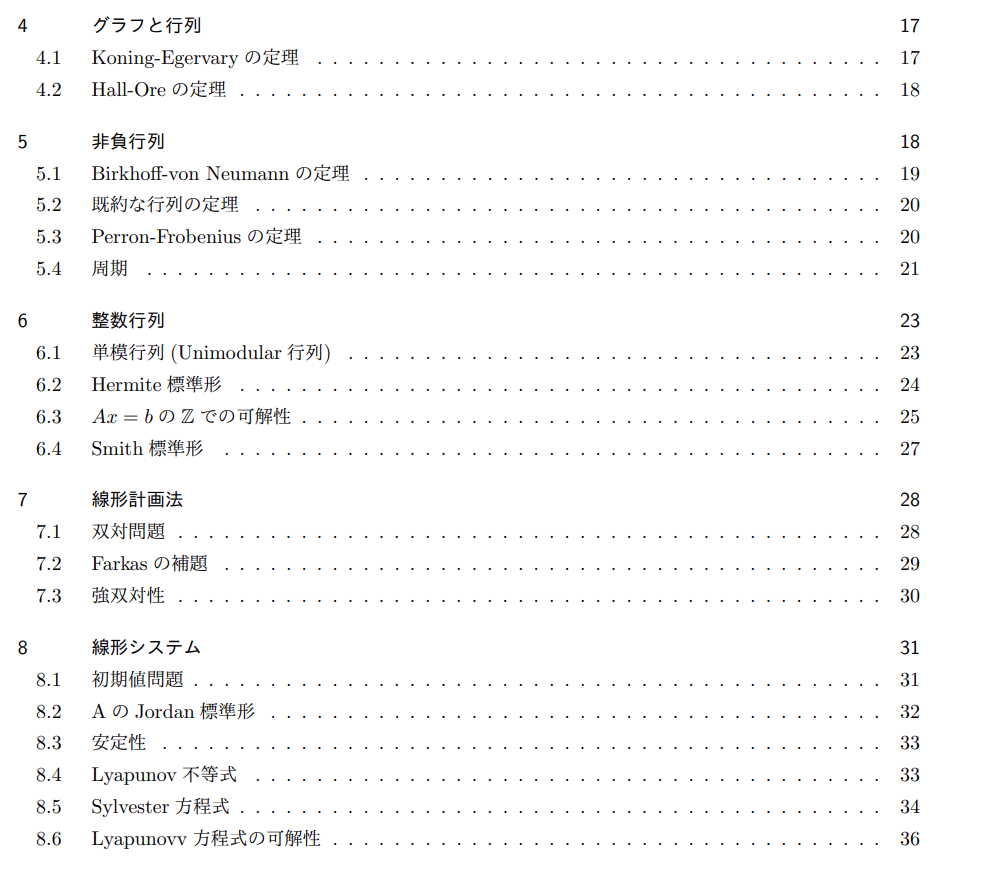 4 グラフと行列 17
4.1 Koning-Egervary の定理 . . . . . . . . . . . . . . . . . . . . . . . . . . . . . . . . . . . . . 17
4.2 Hall-Ore の定理 . . . . . . . . . . . . . . . . . . . . . . . . . . . . . . . . . . . . . . . . . . 18
5 非負行列 18
5.1 Birkhoff-von Neumann の定理 . . . . . . . . . . . . . . . . . . . . . . . . . . . . . . . . . . 19
5.2 既約な行列の定理 . . . . . . . . . . . . . . . . . . . . . . . . . . . . . . . . . . . . . . . . . 20
5.3 Perron-Frobenius の定理 . . . . . . . . . . . . . . . . . . . . . . . . . . . . . . . . . . . . . 20
5.4 周期 . . . . . . . . . . . . . . . . . . . . . . . . . . . . . . . . . . . . . . . . . . . . . . . . 21
6 整数行列 23
6.1 単模行列 (Unimodular 行列) . . . . . . . . . . . . . . . . . . . . . . . . . . . . . . . . . . . 23
6.2 Hermite 標準形 . . . . . . . . . . . . . . . . . . . . . . . . . . . . . . . . . . . . . . . . . . 24
6.3 Ax = b の ℤ での可解性 . . . . . . . . . . . . . . . . . . . . . . . . . . . . . . . . . . . . . . 25
6.4 Smith 標準形 . . . . . . . . . . . . . . . . . . . . . . . . . . . . . . . . . . . . . . . . . . . 27
7 線形計画法 28
7.1 双対問題 . . . . . . . . . . . . . . . . . . . . . . . . . . . . . . . . . . . . . . . . . . . . . . 28
7.2 Farkas の補題 . . . . . . . . . . . . . . . . . . . . . . . . . . . . . . . . . . . . . . . . . . . 29
7.3 強双対性 . . . . . . . . . . . . . . . . . . . . . . . . . . . . . . . . . . . . . . . . . . . . . . 30
8 線形システム 31
8.1 初期値問題 . . . . . . . . . . . . . . . . . . . . . . . . . . . . . . . . . . . . . . . . . . . . . 31
8.2 A の Jordan 標準形 . . . . . . . . . . . . . . . . . . . . . . . . . . . . . . . . . . . . . . . . 32
8.3 安定性 . . . . . . . . . . . . . . . . . . . . . . . . . . . . . . . . . . . . . . . . . . . . . . . 33
8.4 Lyapunov 不等式 . . . . . . . . . . . . . . . . . . . . . . . . . . . . . . . . . . . . . . . . . 33
8.5 Sylvester 方程式 . . . . . . . . . . . . . . . . . . . . . . . . . . . . . . . . . . . . . . . . . . 34
8.6 Lyapunovv 方程式の可解性 . . . . . . . . . . . . . . . . . . . . . . . . . . . . . . . . . . . . 36